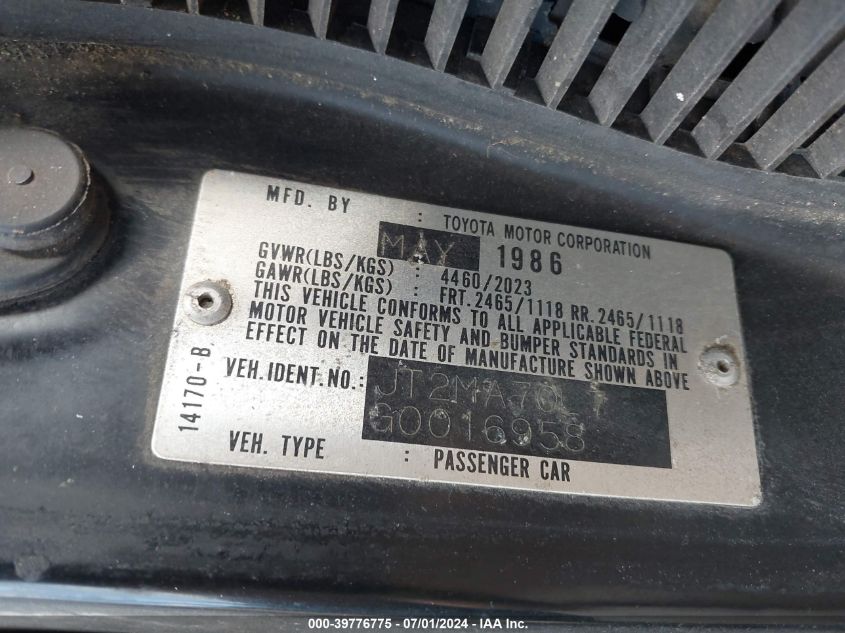 MFD. BY : TOYOTA MOTOR CORPORATION
MAY 1986
GVWR(LBS/KGS) : 4460/2023
GAWR(LBS/KGS) : FRT. 2465/1118 RR. 2465/1118
THIS VEHICLE CONFORMS TO ALL APPLICABLE FEDERAL
MOTOR VEHICLE SAFETY AND BUMPER STANDARDS IN
EFFECT ON THE DATE OF MANUFACTURE SHOWN ABOVE
VEH. IDENT. NO. : JT2MA70L7
G0016958
VEH. TYPE : PASSENGER CAR
14170-B
000-39776775 - 07/01/2024 - IAA Inc.